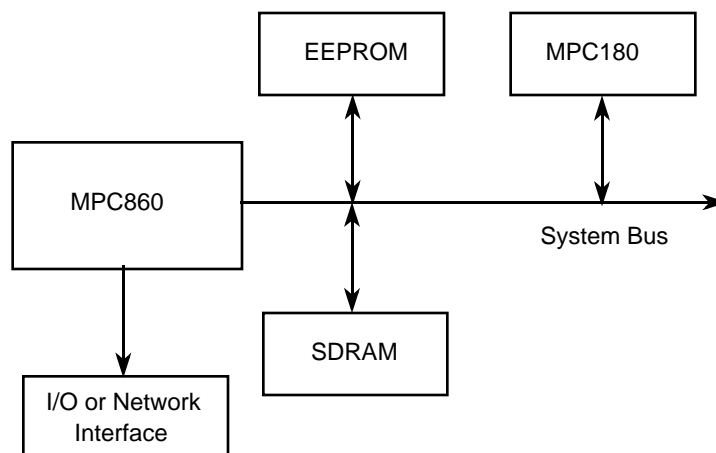 EEPROM
MPC180
MPC860
System Bus
SDRAM
I/O or Network
Interface